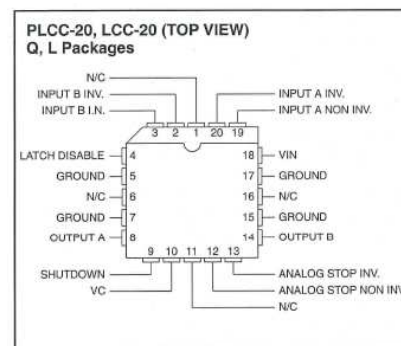 PLCC-20, LCC-20 (TOP VIEW)
Q, L Packages
N/C
INPUT B INV.
INPUT B I.N.
INPUT A INV.
INPUT A NON INV.
3 2 1 20 19
LATCH DISABLE 4
GROUND 5
N/C 6
GROUND 7
OUTPUT A 8
18 VIN
17 GROUND
16 N/C
15 GROUND
14 OUTPUT B
9 10 11 12 13
SHUTDOWN
VC
ANALOG STOP INV.
ANALOG STOP NON INV.
N/C